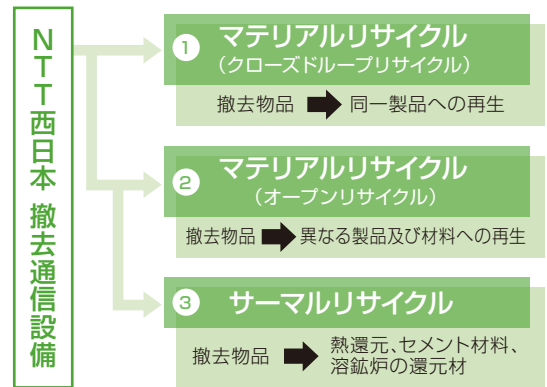 NTT西日本 撤去通信設備
1 マテリアルリサイクル
（クローズドループリサイクル）
撤去物品 ➡ 同一製品への再生
2 マテリアルリサイクル
（オープンリサイクル）
撤去物品 ➡ 異なる製品及び材料への再生
3 サーマルリサイクル
撤去物品 ➡ 熱還元、セメント材料、
溶鉱炉の還元材